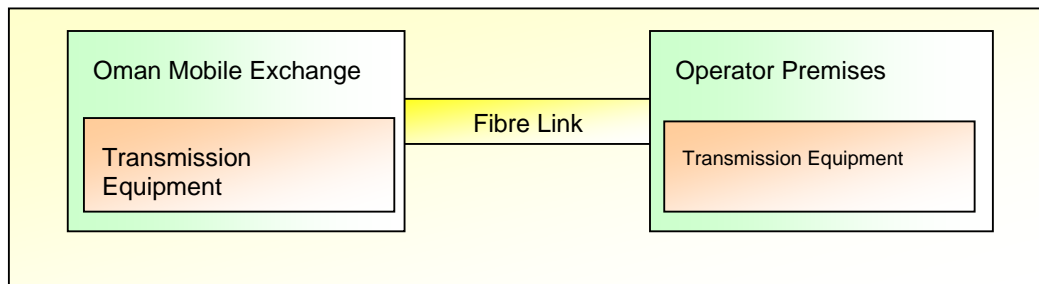 Oman Mobile Exchange
Transmission
Equipment
Fibre Link
Operator Premises
Transmission Equipment